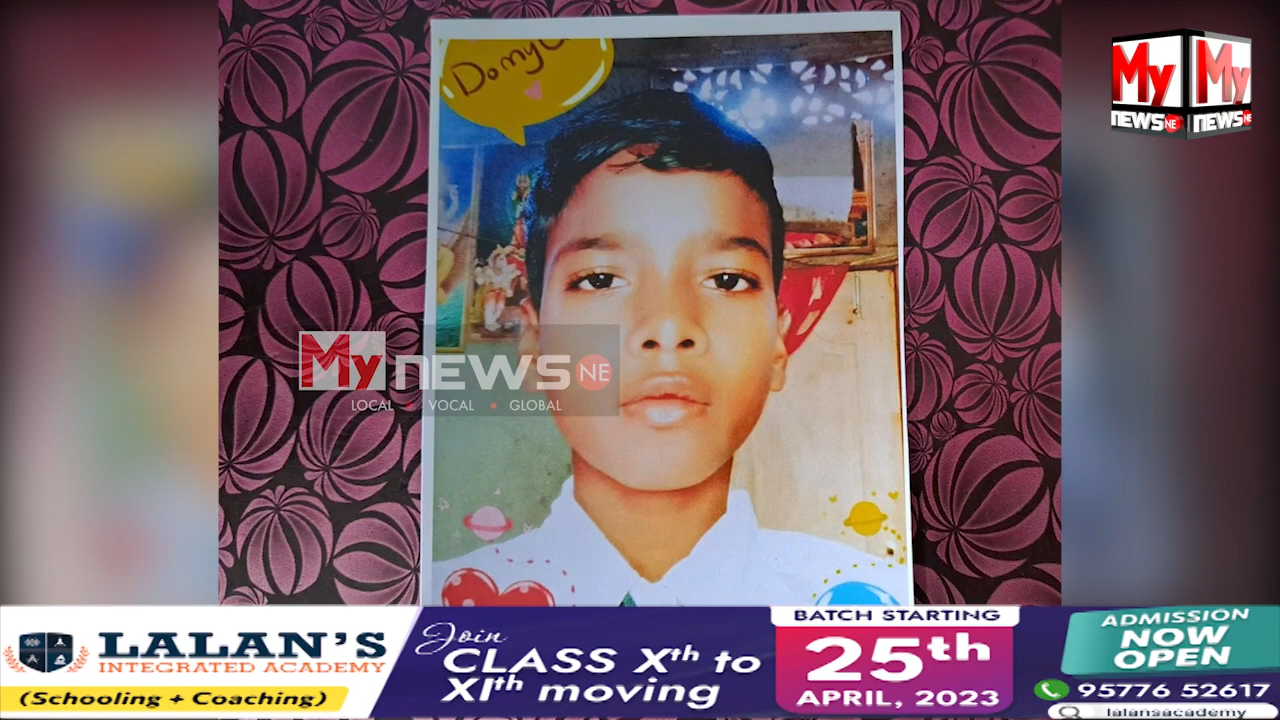 My My
NEWS NE NEWS NE
My NEWS NE
LOCAL • VOCAL • GLOBAL
LALAN'S
INTEGRATED ACADEMY
(Schooling + Coaching)
Join
CLASS Xth to
XIth moving
BATCH STARTING
25th
APRIL, 2023
ADMISSION
NOW
OPEN
95776 52617
lalansacademy